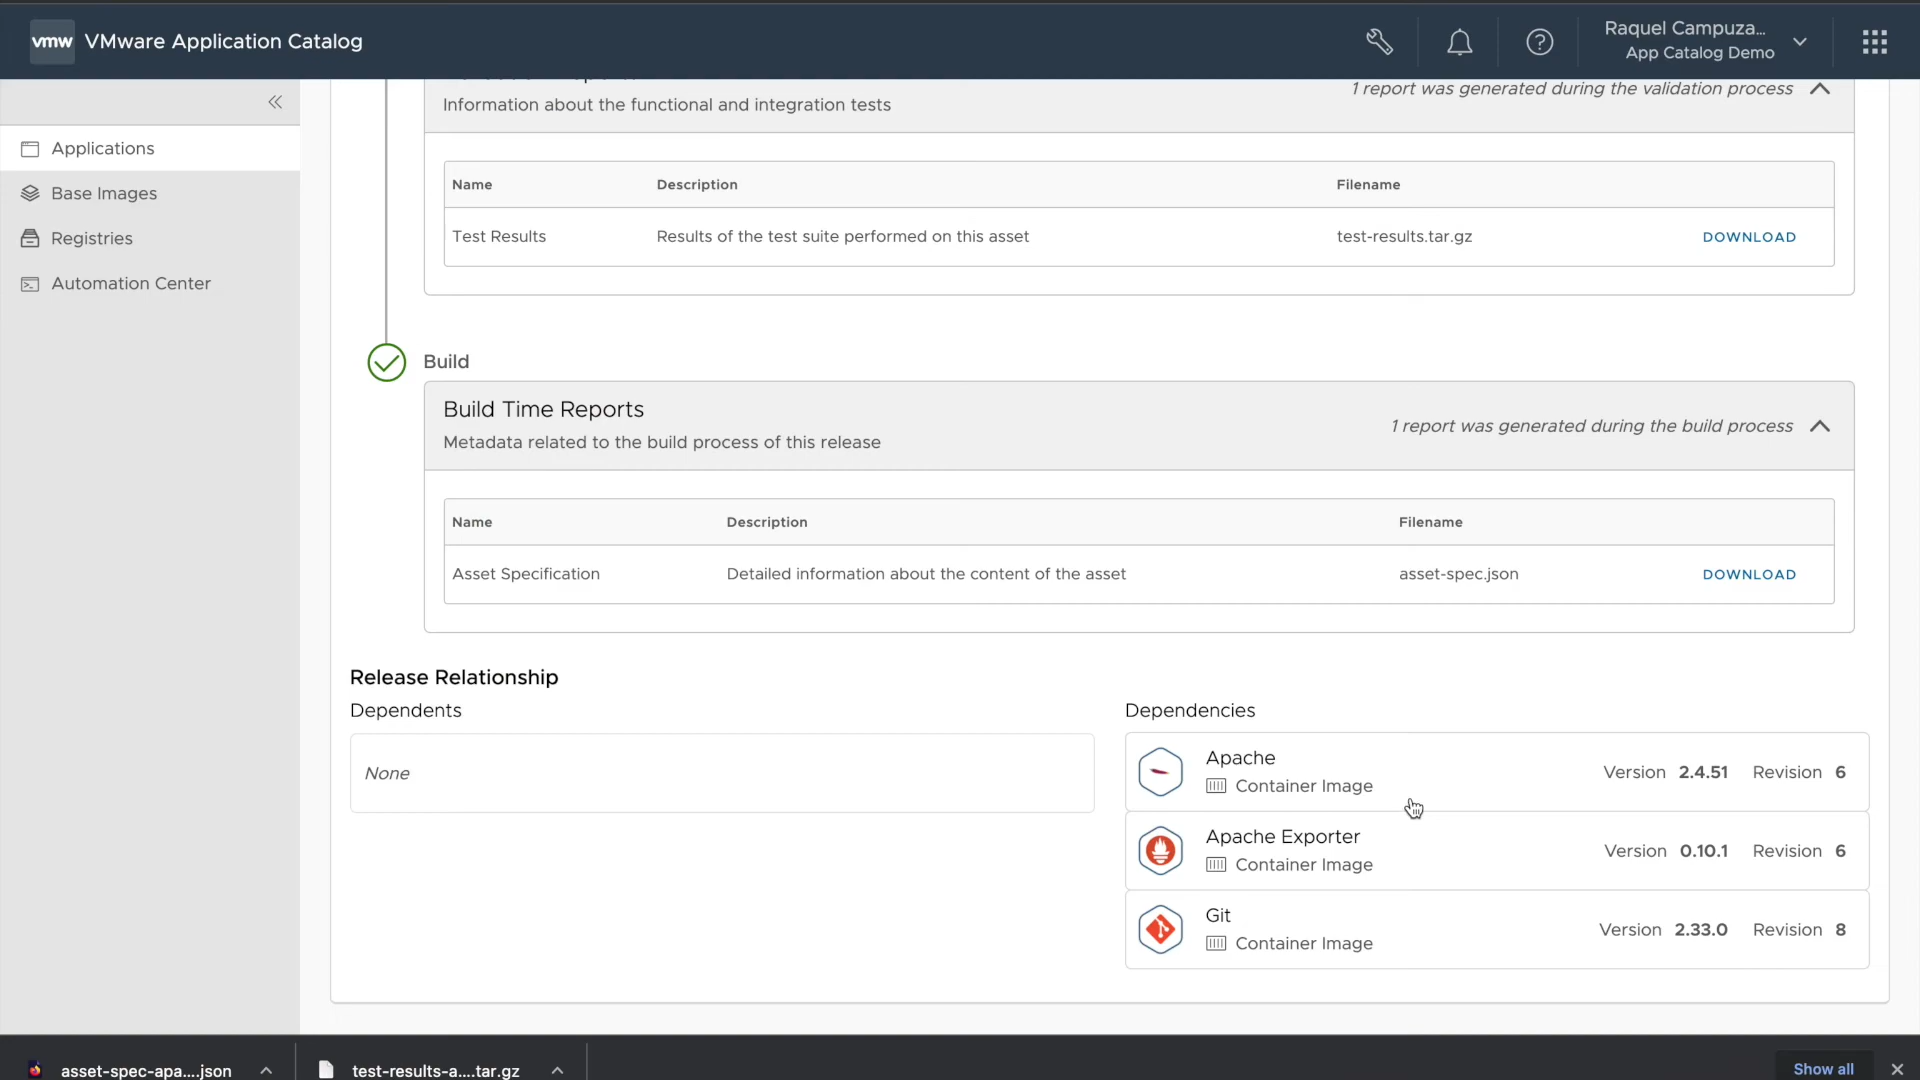 vmw VMware Application Catalog
Raquel Campuza...
App Catalog Demo
Applications
Base Images
Registries
Automation Center
Information about the functional and integration tests
1 report was generated during the validation process
Name Description Filename
Test Results Results of the test suite performed on this asset test-results.tar.gz DOWNLOAD
Build
Build Time Reports
Metadata related to the build process of this release
1 report was generated during the build process
Name Description Filename
Asset Specification Detailed information about the content of the asset asset-spec.json DOWNLOAD
Release Relationship
Dependents
None
Dependencies
Apache
Container Image
Version 2.4.51 Revision 6
Apache Exporter
Container Image
Version 0.10.1 Revision 6
Git
Container Image
Version 2.33.0 Revision 8
asset-spec-apa....json
test-results-a....tar.gz
Show all